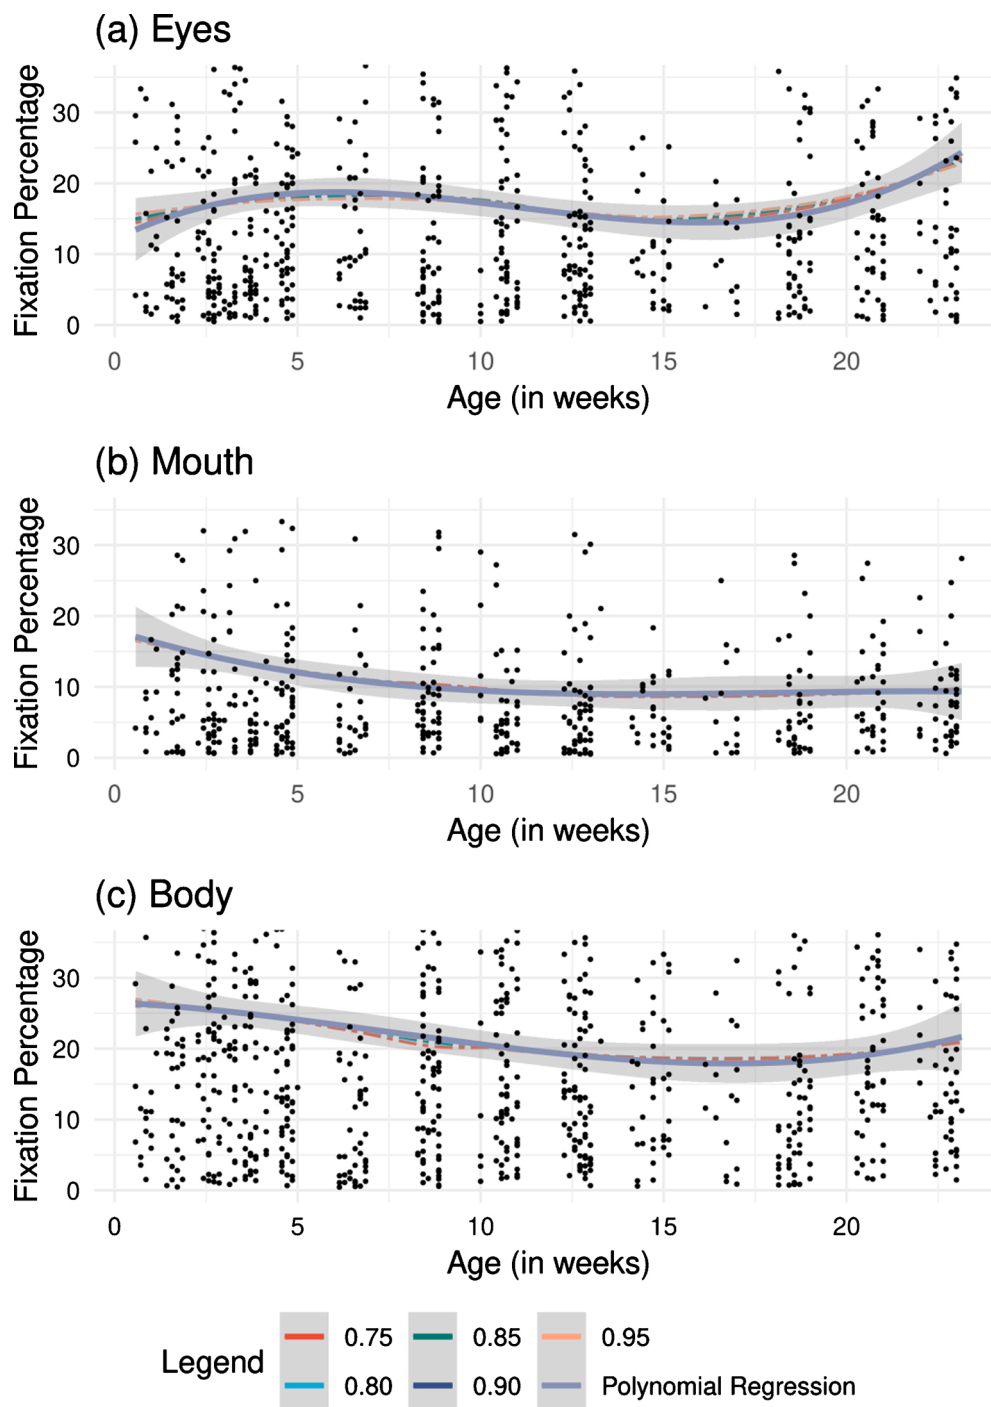 (a) Eyes
Fixation Percentage
30
20
10
0
0 5 10 15 20
Age (in weeks)
(b) Mouth
Fixation Percentage
30
20
10
0
0 5 10 15 20
Age (in weeks)
(c) Body
Fixation Percentage
30
20
10
0
0 5 10 15 20
Age (in weeks)
Legend
0.75 0.85 0.95
0.80 0.90 Polynomial Regression